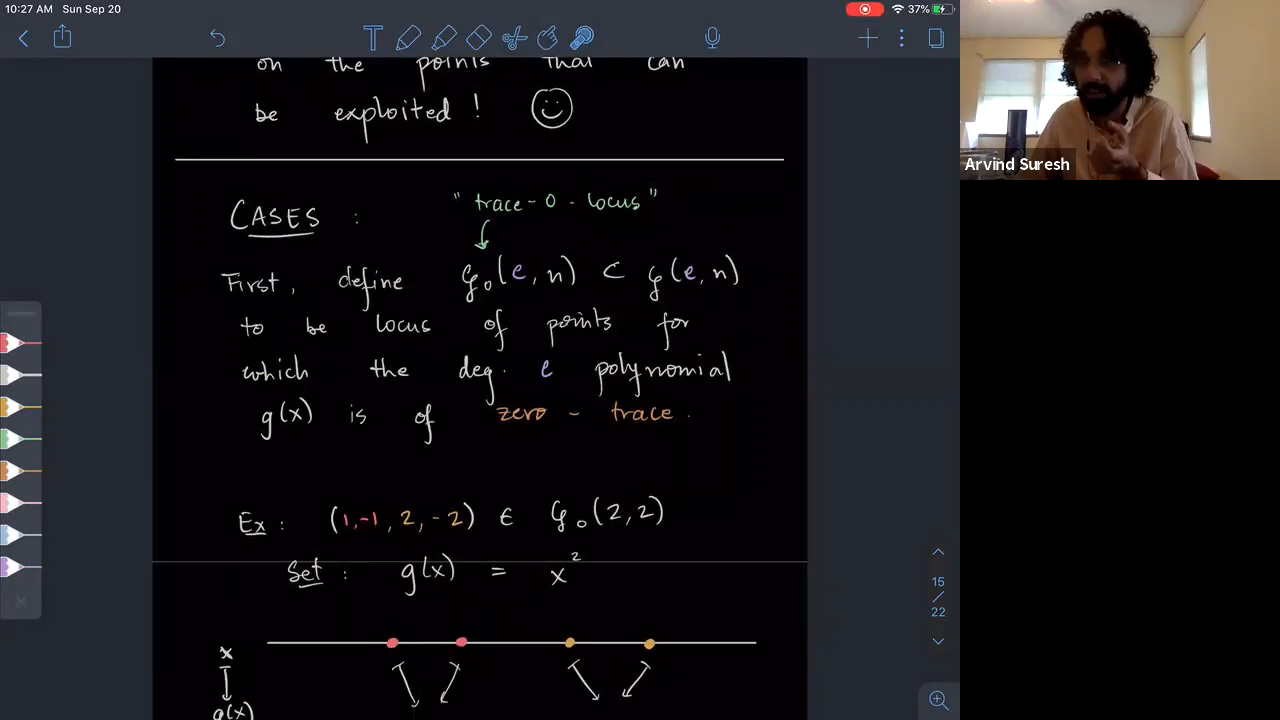 10:27 AM Sun Sep 20
37%
on the points that can
be exploited !
CASES :
"trace-0-locus"
First, define 𝒢₀(e, n) ⊂ 𝒢(e, n)
to be locus of points for
which the deg. e polynomial
g(x) is of zero - trace.
Ex : (1,-1, 2, -2) ∈ 𝒢₀(2,2)
Set : g(x) = x²
x
g(x)
15
/
22
Arvind Suresh